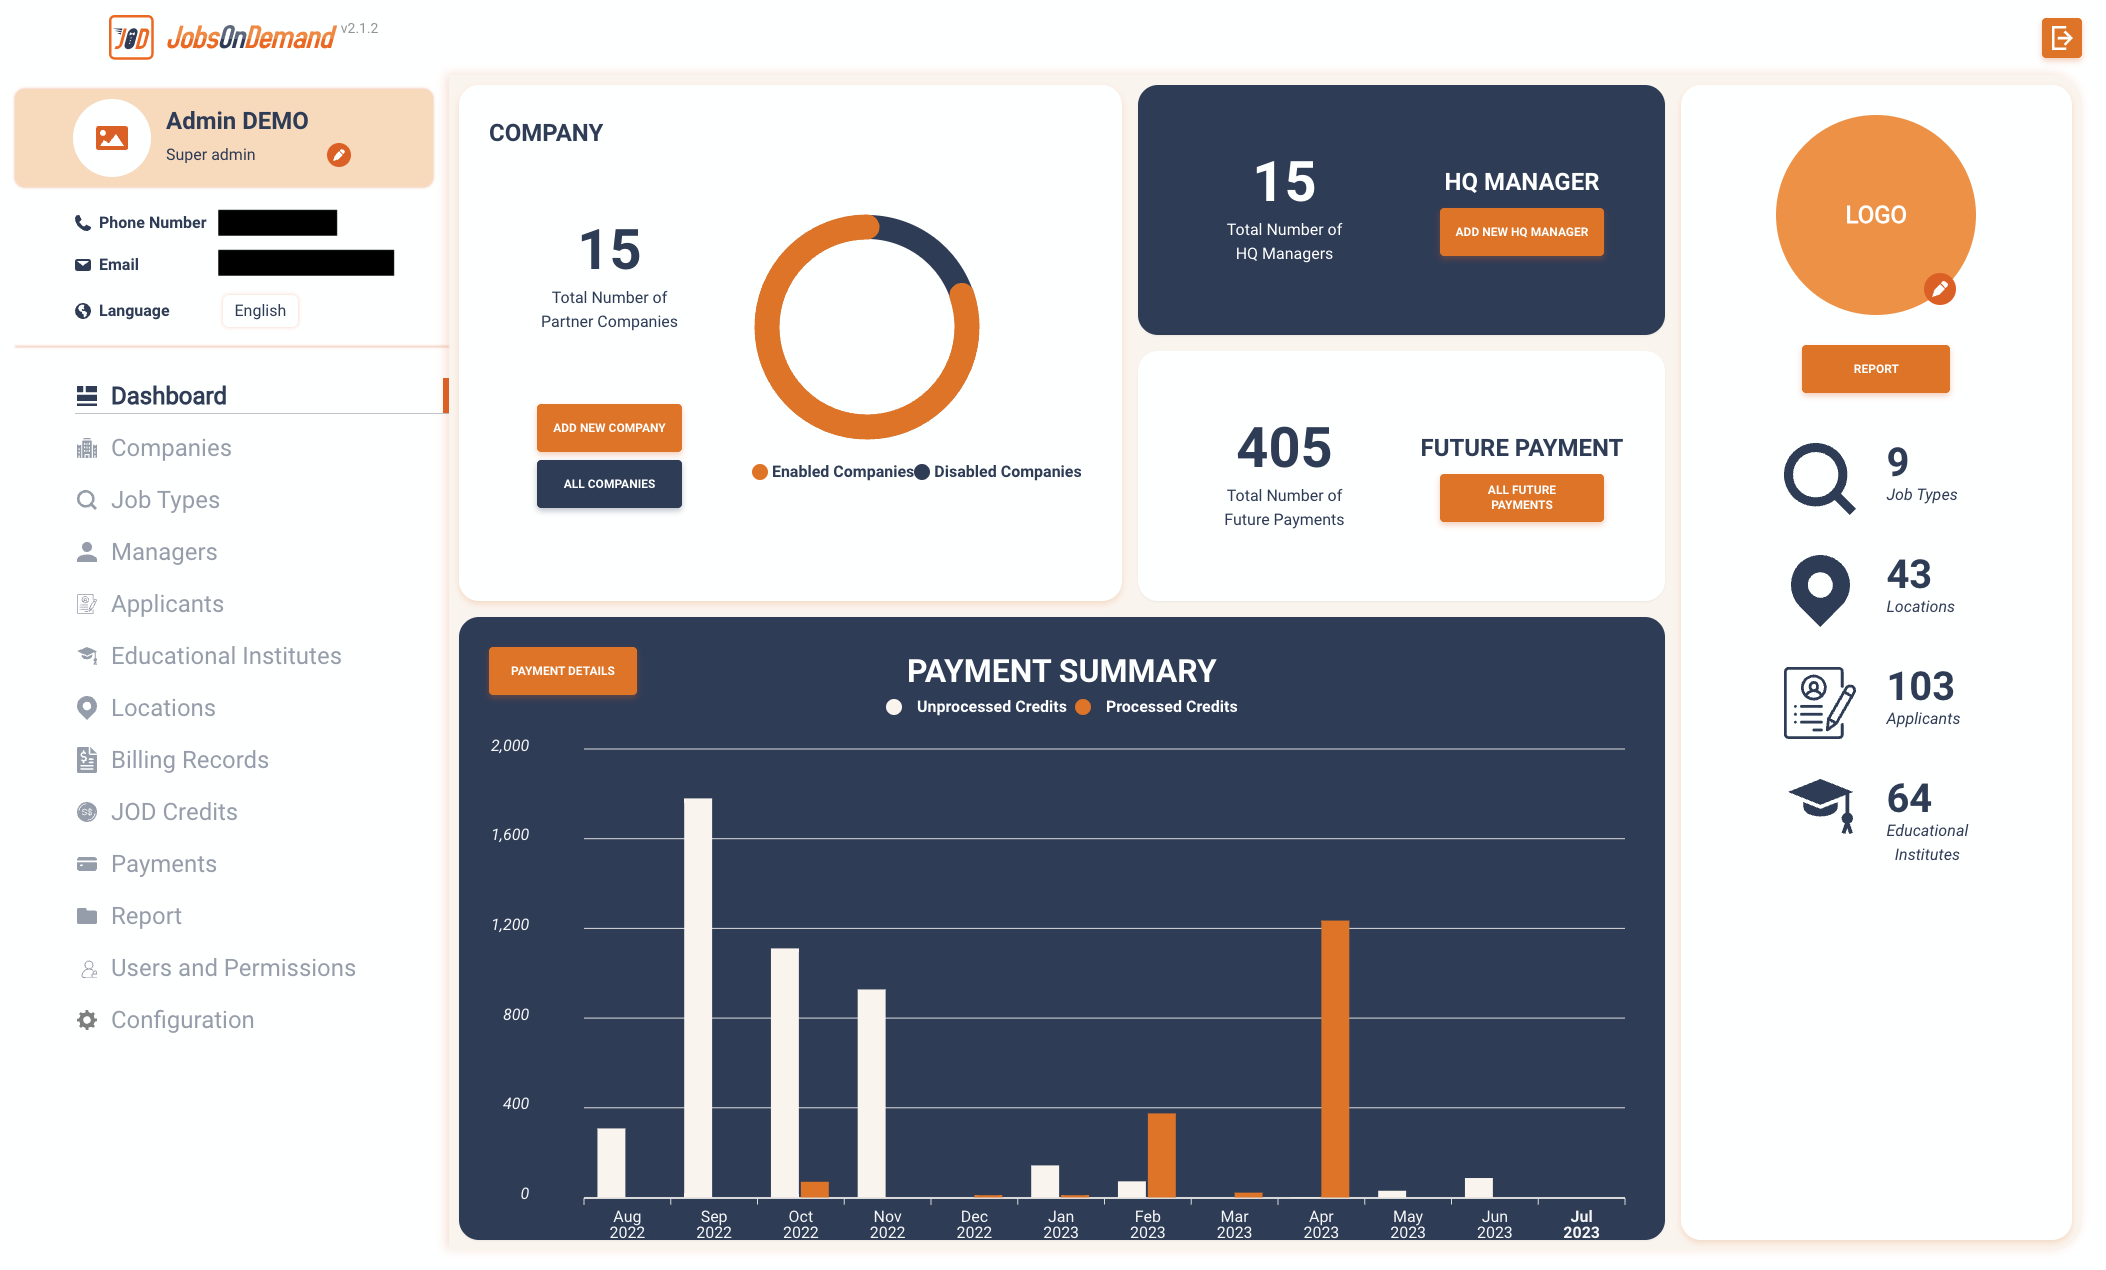 JOD JobsOnDemand v2.1.2
Admin DEMO
Super admin
Phone Number
Email
Language English
Dashboard
Companies
Job Types
Managers
Applicants
Educational Institutes
Locations
Billing Records
JOD Credits
Payments
Report
Users and Permissions
Configuration
COMPANY
15
Total Number of
Partner Companies
ADD NEW COMPANY
ALL COMPANIES
Enabled Companies Disabled Companies
15
Total Number of
HQ Managers
HQ MANAGER
ADD NEW HQ MANAGER
405
Total Number of
Future Payments
FUTURE PAYMENT
ALL FUTURE
PAYMENTS
PAYMENT DETAILS
PAYMENT SUMMARY
Unprocessed Credits Processed Credits
2,000
1,600
1,200
800
400
0
Aug Sep Oct Nov Dec Jan Feb Mar Apr May Jun Jul
2022 2022 2022 2022 2022 2023 2023 2023 2023 2023 2023 2023
LOGO
REPORT
9
Job Types
43
Locations
103
Applicants
64
Educational
Institutes